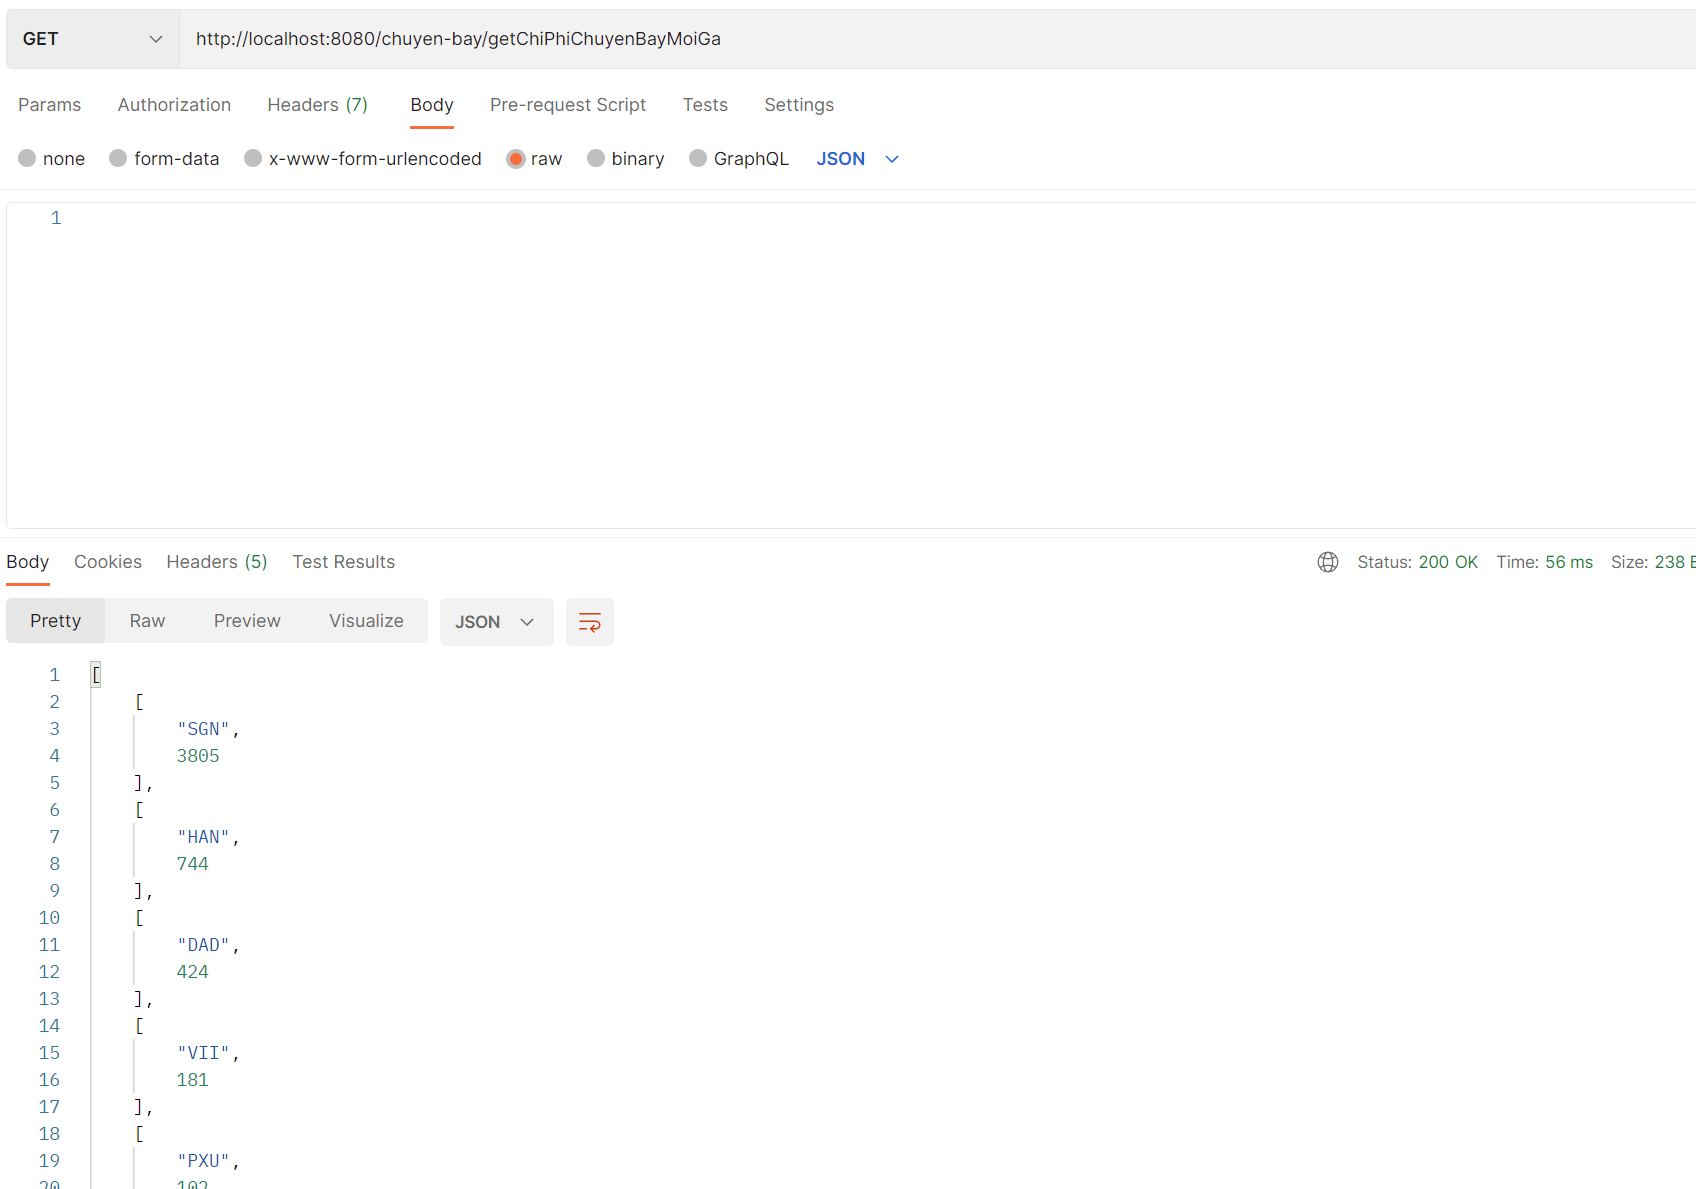 GET http://localhost:8080/chuyen-bay/getChiPhiChuyenBayMoiGa
Params Authorization Headers (7) Body Pre-request Script Tests Settings
none form-data x-www-form-urlencoded raw binary GraphQL JSON
1
Body Cookies Headers (5) Test Results Status: 200 OK Time: 56 ms Size: 238 B
Pretty Raw Preview Visualize JSON
1 [
2 [
3 "SGN",
4 3805
5 ],
6 [
7 "HAN",
8 744
9 ],
10 [
11 "DAD",
12 424
13 ],
14 [
15 "VII",
16 181
17 ],
18 [
19 "PXU",
20 102